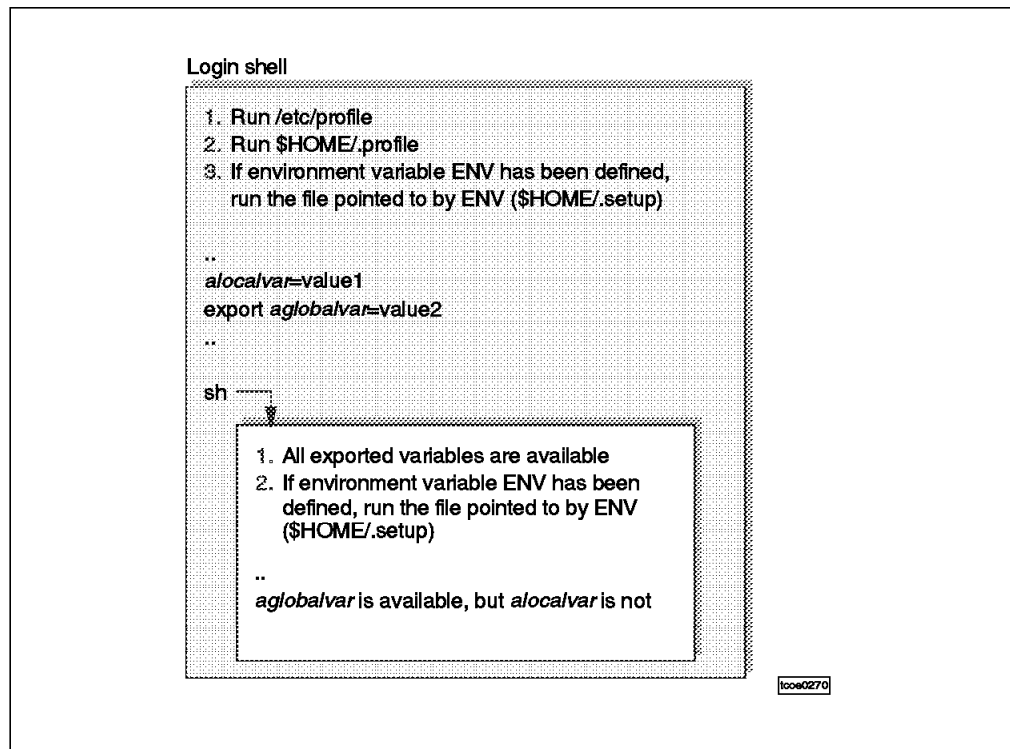 Login shell
1. Run /etc/profile
2. Run $HOME/.profile
3. If environment variable ENV has been defined,
run the file pointed to by ENV ($HOME/.setup)
..
alocalvar=value1
export aglobalvar=value2
..
sh
1. All exported variables are available
2. If environment variable ENV has been
defined, run the file pointed to by ENV
($HOME/.setup)
..
aglobalvar is available, but alocalvar is not
tcoe0270